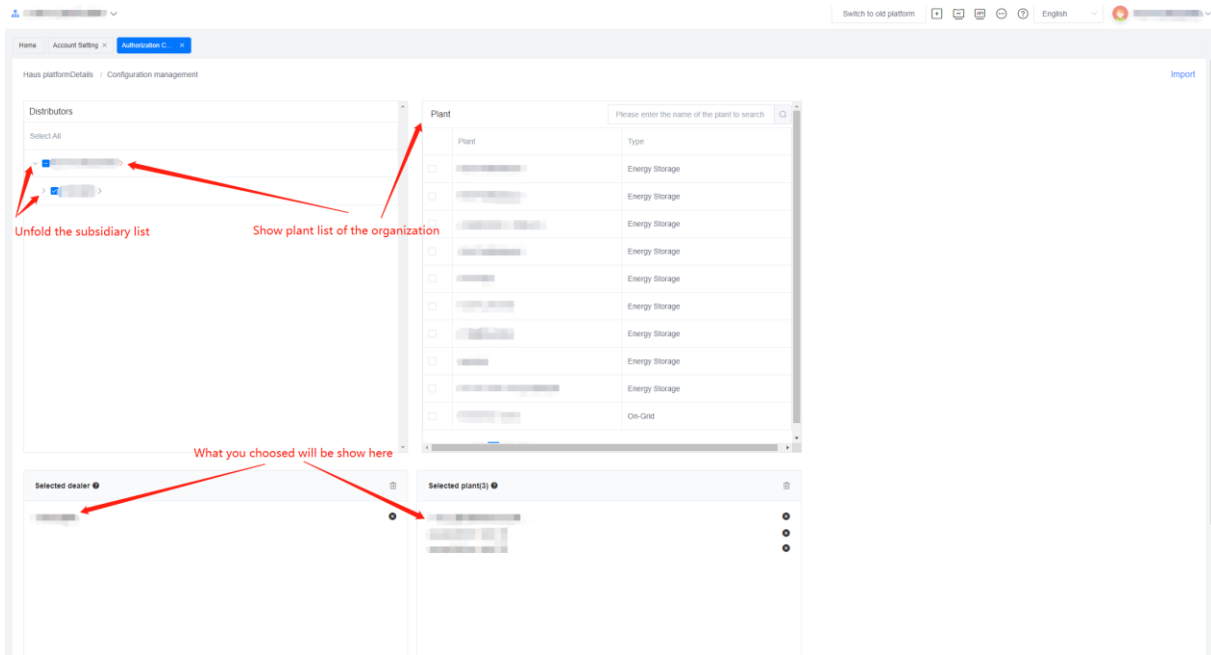 Switch to old platform
English
Home
Account Setting
Authorization C...
Haus platformDetails / Configuration management
Import
Distributors
Select All
Unfold the subsidiary list
Show plant list of the organization
Plant
Please enter the name of the plant to search
Plant Type
Energy Storage
Energy Storage
Energy Storage
Energy Storage
Energy Storage
Energy Storage
Energy Storage
Energy Storage
Energy Storage
On-Grid
What you choosed will be show here
Selected dealer
Selected plant(3)